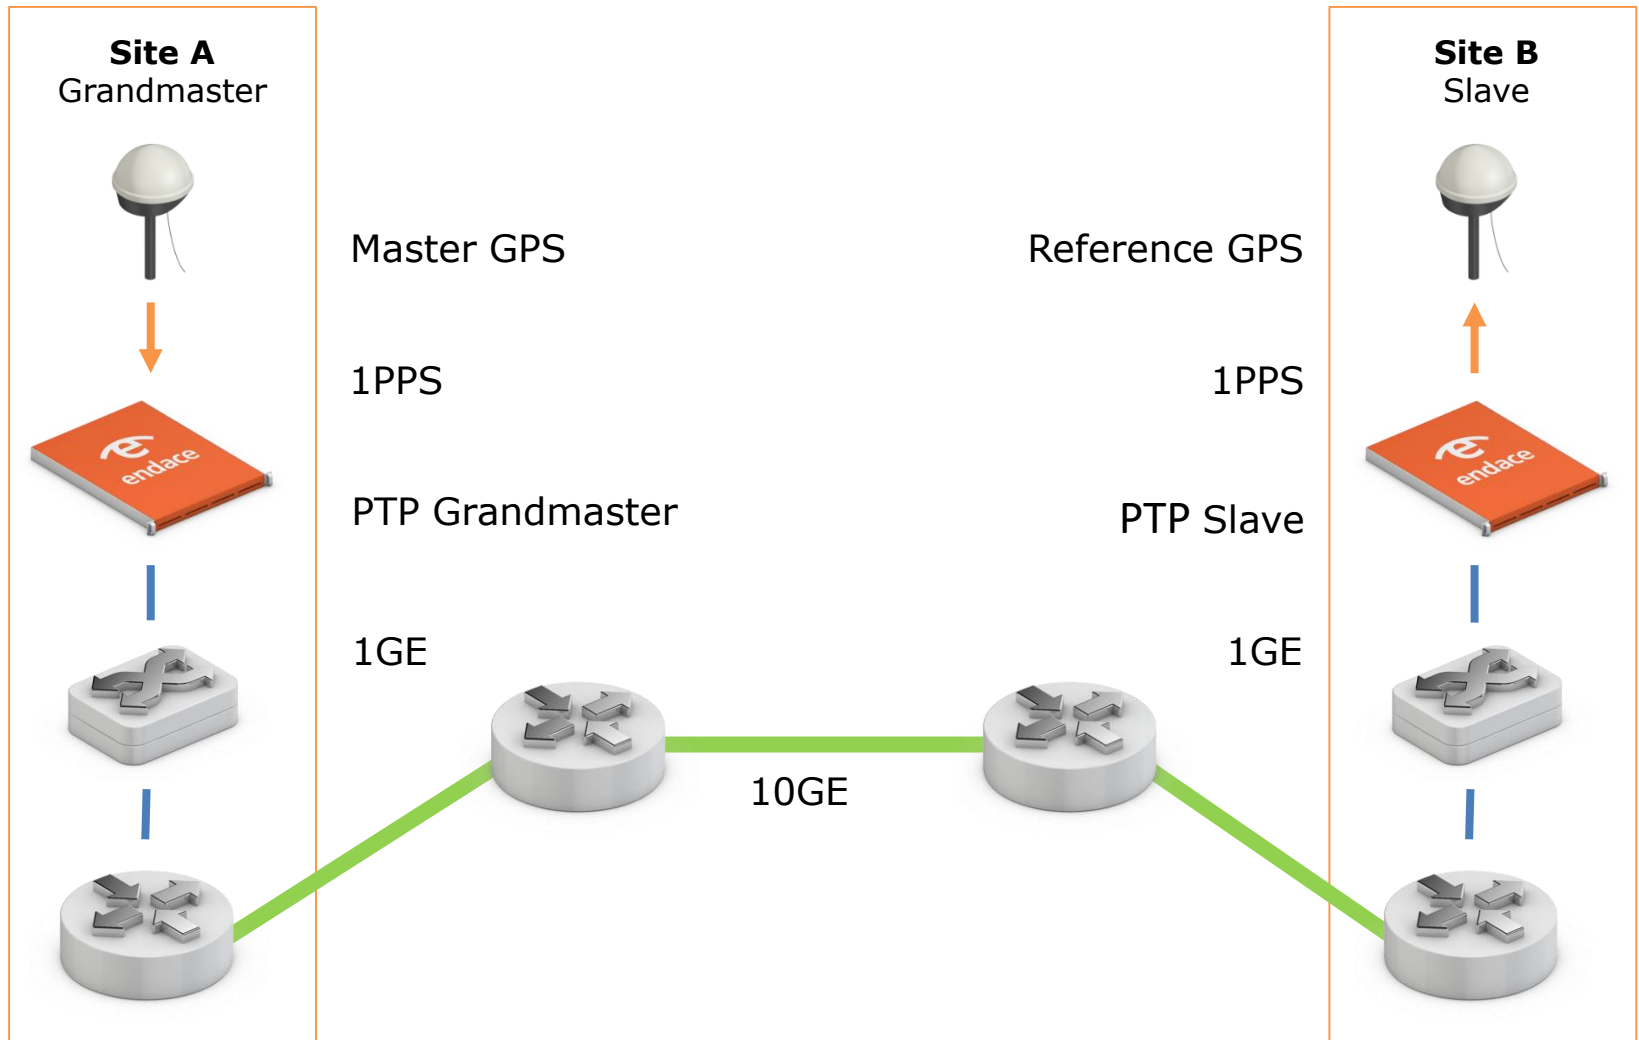 Site A
Grandmaster
Site B
Slave
Master GPS
Reference GPS
1PPS
1PPS
endace
endace
PTP Grandmaster
PTP Slave
1GE
1GE
10GE